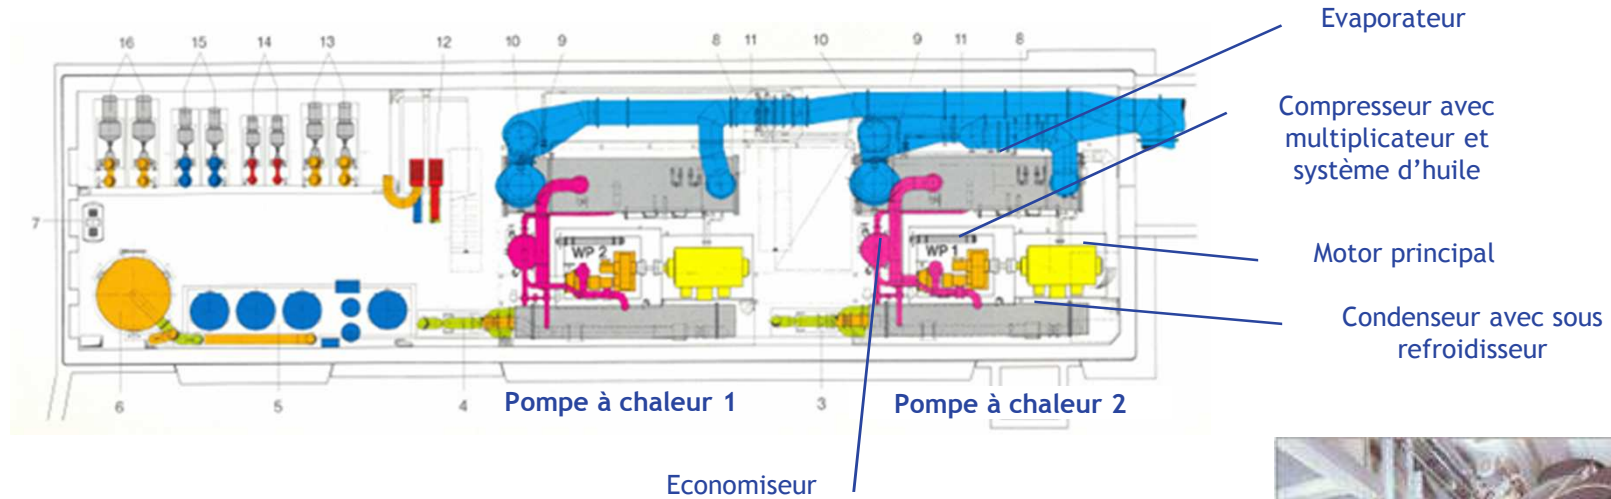 Evaporateur
16 15 14 13 12 10 9 8 11 10 9 11 8
Compresseur avec
multiplicateur et
système d'huile
7
WP 2
WP 1
Motor principal
Condenseur avec sous
refroidisseur
6 5 4 3
Pompe à chaleur 1
Pompe à chaleur 2
Economiseur